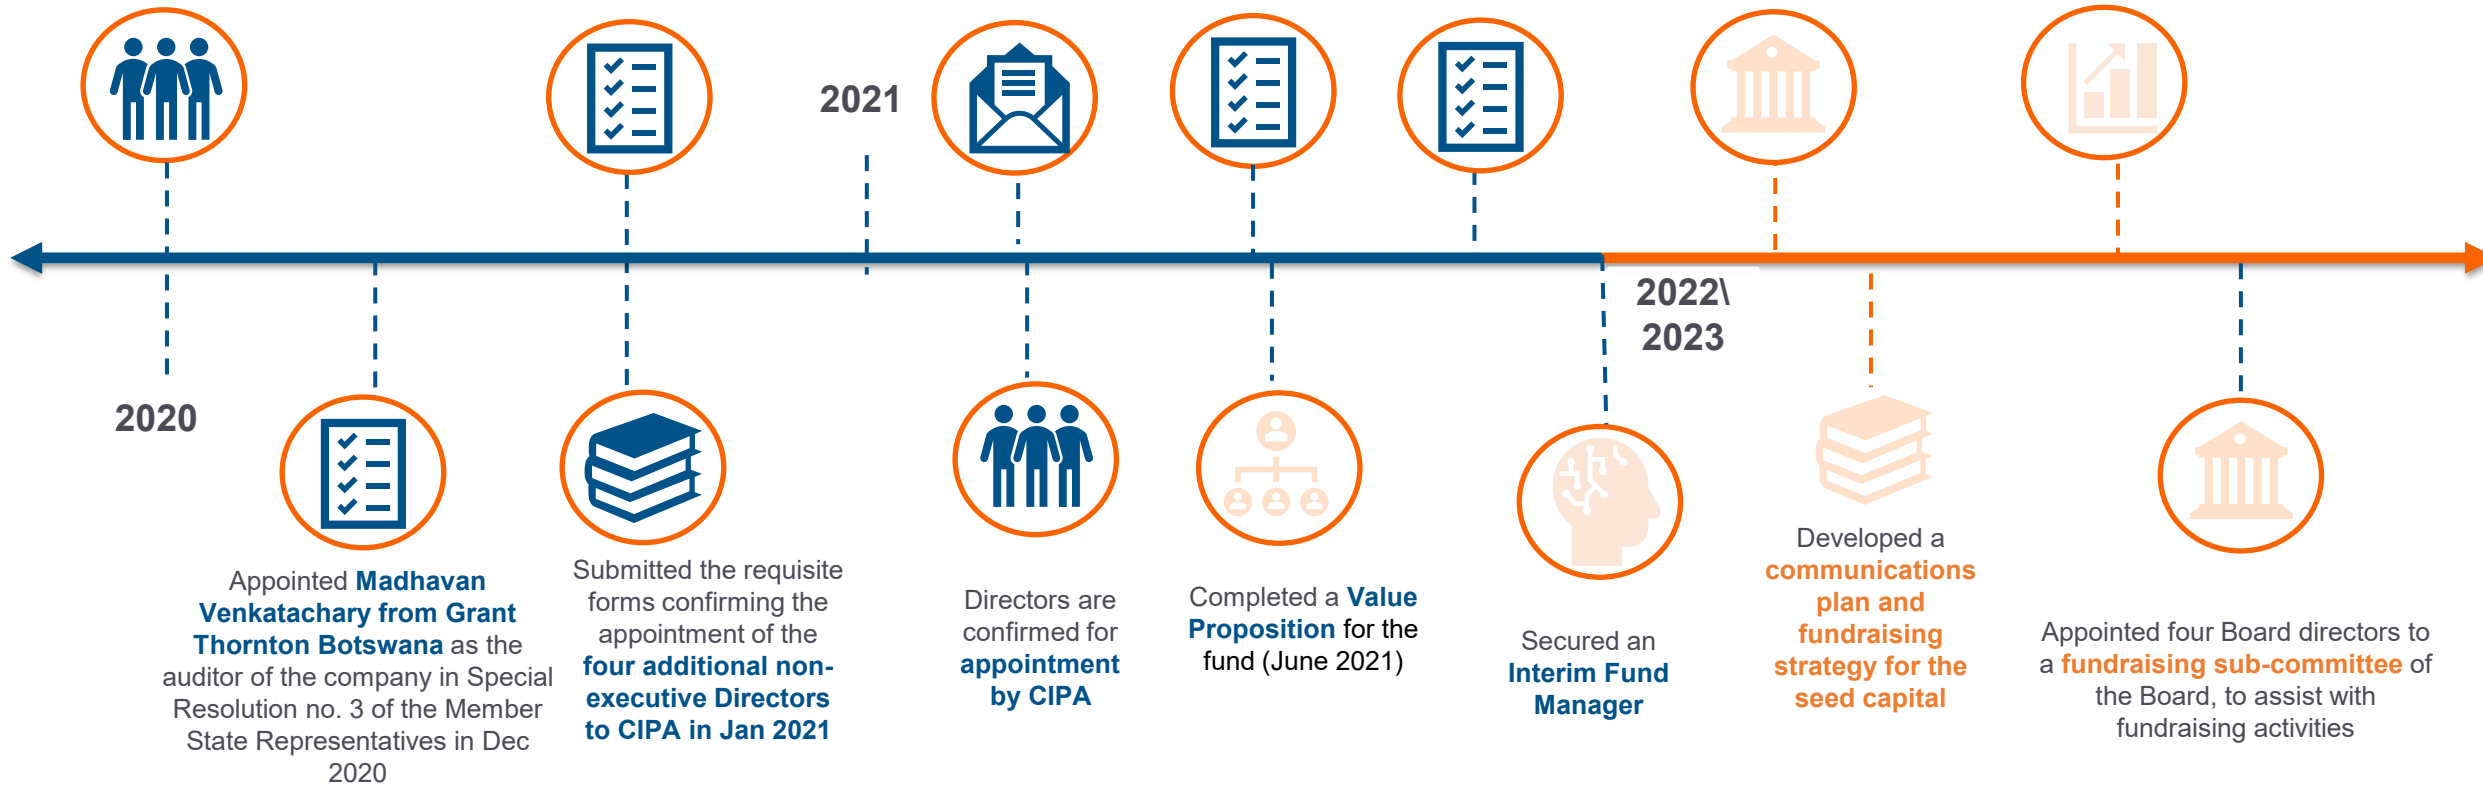 2021
2022\
2023
2020
Appointed Madhavan
Venkatachary from Grant
Thornton Botswana as the
auditor of the company in Special
Resolution no. 3 of the Member
State Representatives in Dec
2020
Submitted the requisite
forms confirming the
appointment of the
four additional non-
executive Directors
to CIPA in Jan 2021
Directors are
confirmed for
appointment
by CIPA
Completed a Value
Proposition for the
fund (June 2021)
Secured an
Interim Fund
Manager
Developed a
communications
plan and
fundraising
strategy for the
seed capital
Appointed four Board directors to
a fundraising sub-committee of
the Board, to assist with
fundraising activities